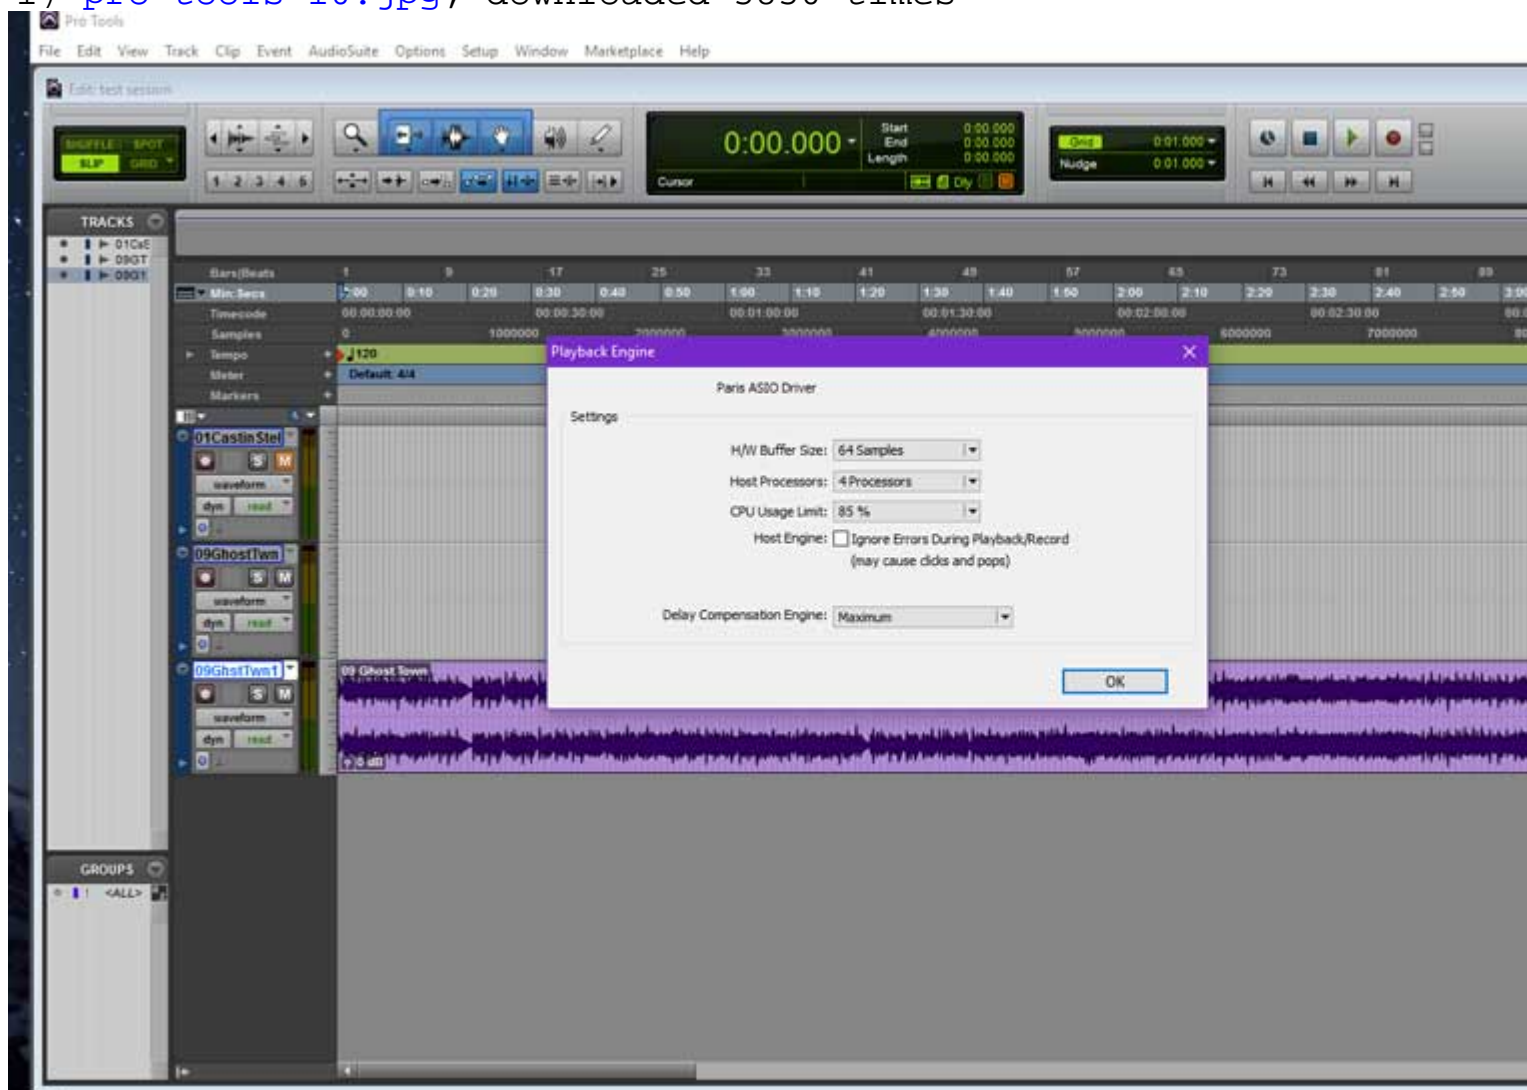 Pro Tools
File Edit View Track Clip Event AudioSuite Options Setup Window Marketplace Help
Edit: test session
SHUFFLE SPOT
SLIP GRID
1 2 3 4 5
0:00.000
Start 0:00.000
End 0:00.000
Length 0:00.000
Cursor
Dly
Grid 0:01.000
Nudge 0:01.000
TRACKS
01CaS
09GT
09G1
Bars|Beats 1 9 17 25 33 41 49 57 65 73 81 89
Min:Secs 0:00 0:10 0:20 0:30 0:40 0:50 1:00 1:10 1:20 1:30 1:40 1:50 2:00 2:10 2:20 2:30 2:40 2:50 3:00
Timecode 00:00:00:00 00:00:30:00 00:01:00:00 00:01:30:00 00:02:00:00 00:02:30:00
Samples 0 1000000 2000000 3000000 4000000 5000000 6000000 7000000
Tempo 120
Meter Default: 4/4
Markers
Playback Engine
Paris ASIO Driver
Settings
H/W Buffer Size: 64 Samples
Host Processors: 4 Processors
CPU Usage Limit: 85 %
Host Engine: Ignore Errors During Playback/Record
(may cause clicks and pops)
Delay Compensation Engine: Maximum
OK
01CastinStel
S M
waveform
dyn read
09GhostTwn
S M
waveform
dyn read
09GhstTwn1
S M
waveform
dyn read
09 Ghost Town
0 dB
GROUPS
! <ALL>